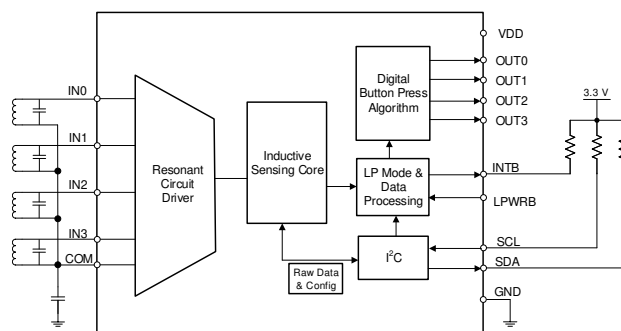 VDD
OUT0
OUT1
OUT2
OUT3
Digital
Button Press
Algorithm
3.3 V
IN0
IN1
IN2
IN3
COM
Resonant
Circuit
Driver
Inductive
Sensing Core
LP Mode &
Data
Processing
INTB
LPWRB
SCL
SDA
I²C
Raw Data
& Config
GND